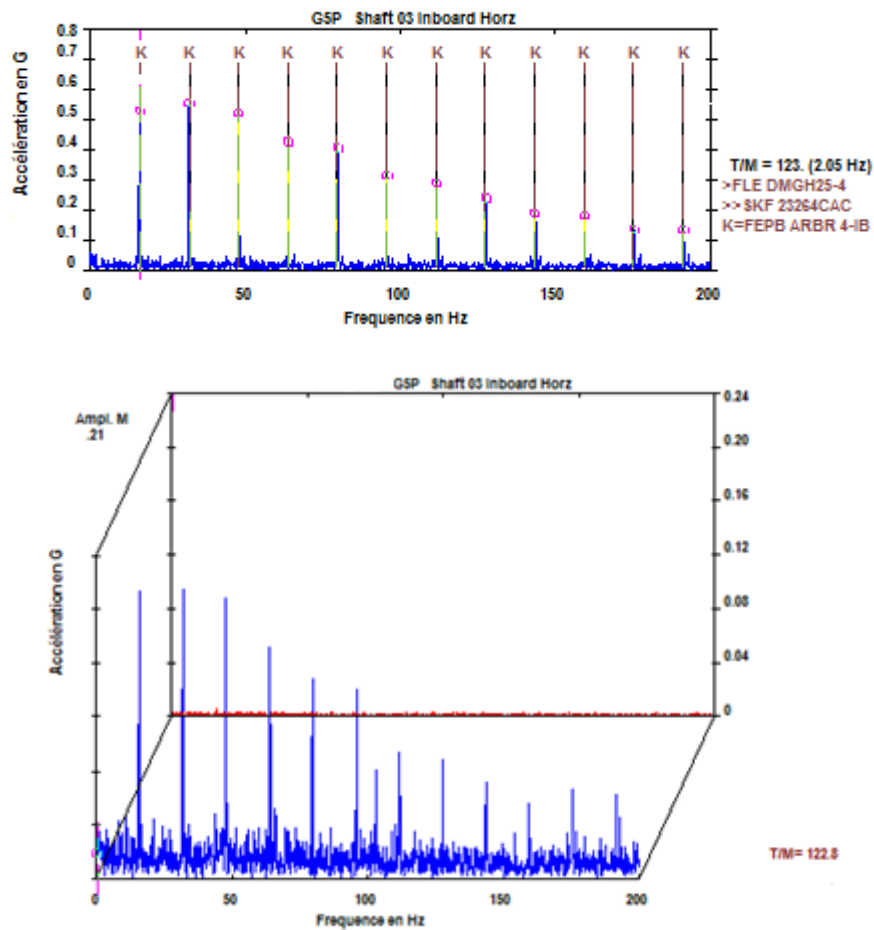 G5P Shaft 03 Inboard Horz
Accélération en G
0.8
0.7
0.6
0.5
0.4
0.3
0.2
0.1
0
K K K K K K K K K K K K
0 50 100 150 200
Frequence en Hz
T/M = 123. (2.05 Hz)
>FLE DMGH25-4
>> SKF 23264CAC
K=FEPB ARBR 4-IB
G5P Shaft 03 Inboard Horz
Ampl. M
.21
Accélération en G
0.24
0.20
0.16
0.12
0.08
0.04
0
0 50 100 150 200
Frequence en Hz
T/M= 122.8